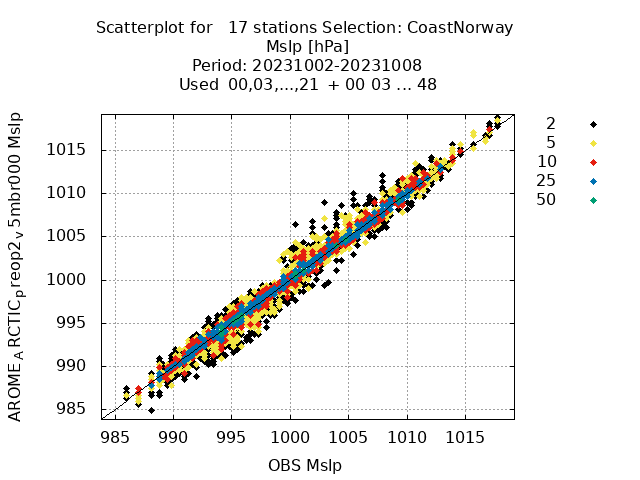 Scatterplot for   17 stations Selection: CoastNorway
Mslp [hPa]
Period: 20231002-20231008
Used  00,03,...,21  + 00 03 ... 48
AROME_ARCTIC_preop2_v5mbr000 Mslp
1015
1010
1005
1000
995
990
985
985 990 995 1000 1005 1010 1015
OBS Mslp
2
5
10
25
50